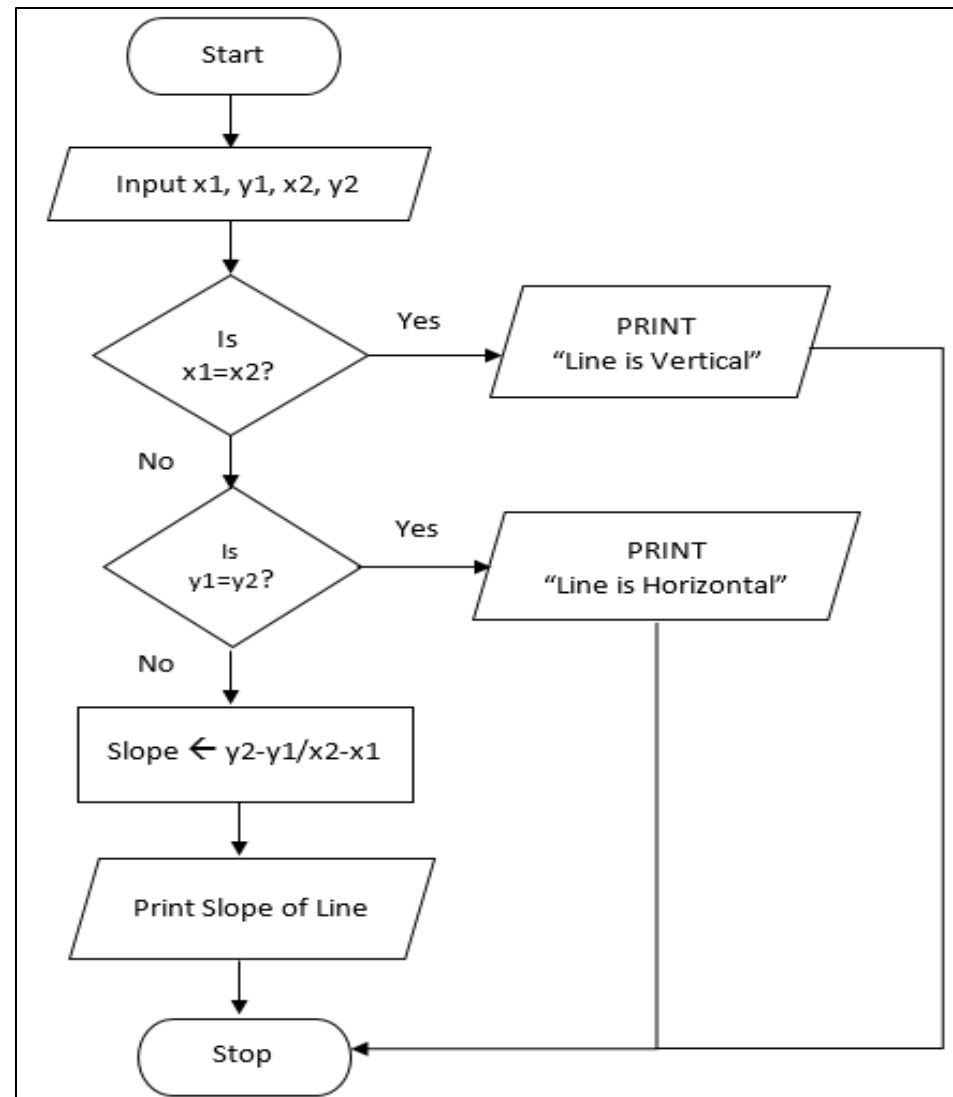 Start
Input x1, y1, x2, y2
Is
x1=x2?
Yes
PRINT
“Line is Vertical”
No
Is
y1=y2?
Yes
PRINT
“Line is Horizontal”
No
Slope ← y2-y1/x2-x1
Print Slope of Line
Stop